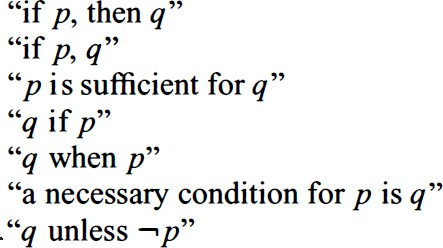 “if p, then q”
“if p, q”
“p is sufficient for q”
“q if p”
“q when p”
“a necessary condition for p is q”
“q unless ¬p”